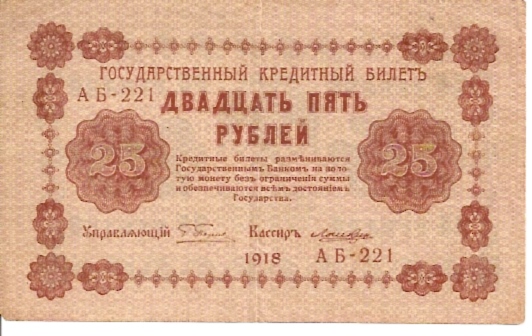 ГОСУДАРСТВЕННЫЙ КРЕДИТНЫЙ БИЛЕТЪ
АБ-221
ДВАДЦАТЬ ПЯТЬ
РУБЛЕЙ
25
25
Кредитные билеты размѣниваются
Государственнымъ Банкомъ на золо-
тую монету безъ ограниченія суммы
и обезпечиваются всѣмъ достояніемъ
Государства.
Управляющій
Кассиръ
1918 АБ-221